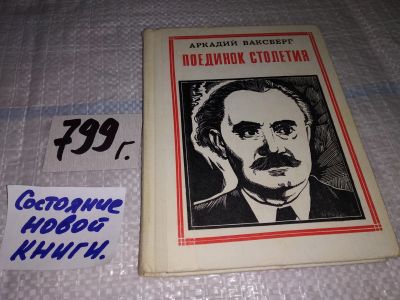 АРКАДИЙ ВАКСБЕРГ
ПОЕДИНОК СТОЛЕТИЯ
799 г.
Состояние
новой
книги.